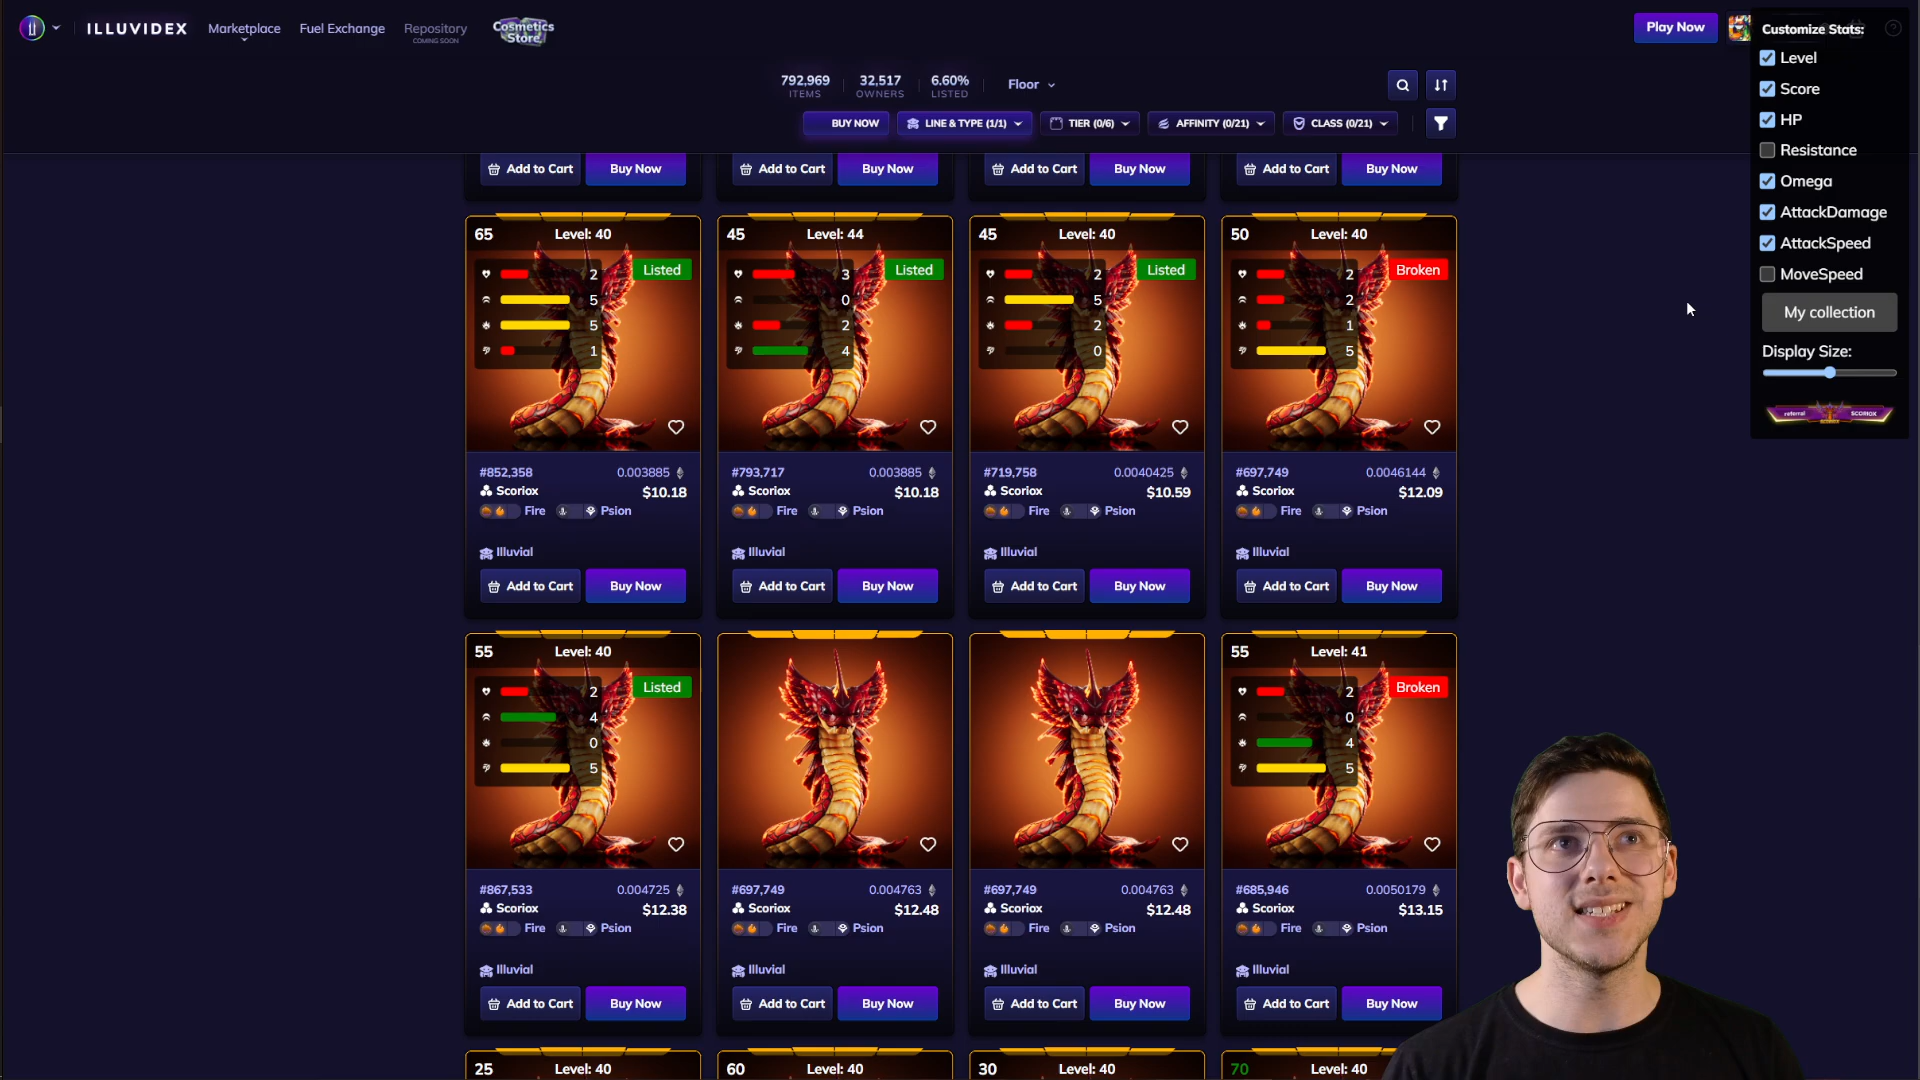 ILLUVIDEX
Marketplace
Fuel Exchange
Repository
COMING SOON
Cosmetics
Store
Play Now
792,969
ITEMS
32,517
OWNERS
6.60%
LISTED
Floor
BUY NOW
LINE & TYPE (1/1)
TIER (0/6)
AFFINITY (0/21)
CLASS (0/21)
Customize Stats:
Level
Score
HP
Resistance
Omega
AttackDamage
AttackSpeed
MoveSpeed
My collection
Display Size:
referral
SCORIOX
Add to Cart Buy Now
Add to Cart Buy Now
Add to Cart Buy Now
Add to Cart Buy Now
65 Level: 40
Listed
2
5
5
1
#852,358 0.003885
Scoriox $10.18
Fire Psion
Illuvial
Add to Cart Buy Now
45 Level: 44
Listed
3
0
2
4
#793,717 0.003885
Scoriox $10.18
Fire Psion
Illuvial
Add to Cart Buy Now
45 Level: 40
Listed
2
5
2
0
#719,758 0.0040425
Scoriox $10.59
Fire Psion
Illuvial
Add to Cart Buy Now
50 Level: 40
Broken
2
2
1
5
#697,749 0.0046144
Scoriox $12.09
Fire Psion
Illuvial
Add to Cart Buy Now
55 Level: 40
Listed
2
4
0
5
#867,533 0.004725
Scoriox $12.38
Fire Psion
Illuvial
Add to Cart Buy Now
#697,749 0.004763
Scoriox $12.48
Fire Psion
Illuvial
Add to Cart Buy Now
#697,749 0.004763
Scoriox $12.48
Fire Psion
Illuvial
Add to Cart Buy Now
55 Level: 41
Broken
2
0
4
5
#685,946 0.0050179
Scoriox $13.15
Fire Psion
Illuvial
Add to Cart Buy Now
25 Level: 40
60 Level: 40
30 Level: 40
70 Level: 40